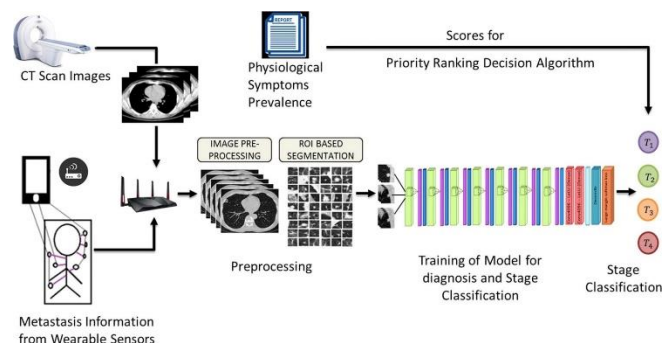 REPORT
Scores for
Priority Ranking Decision Algorithm
CT Scan Images
Physiological
Symptoms
Prevalence
IMAGE PRE-
PROCESSING
ROI BASED
SEGMENTATION
T1
T2
T3
T4
Preprocessing
Training of Model for
diagnosis and Stage
Classification
Stage
Classification
Metastasis Information
from Wearable Sensors